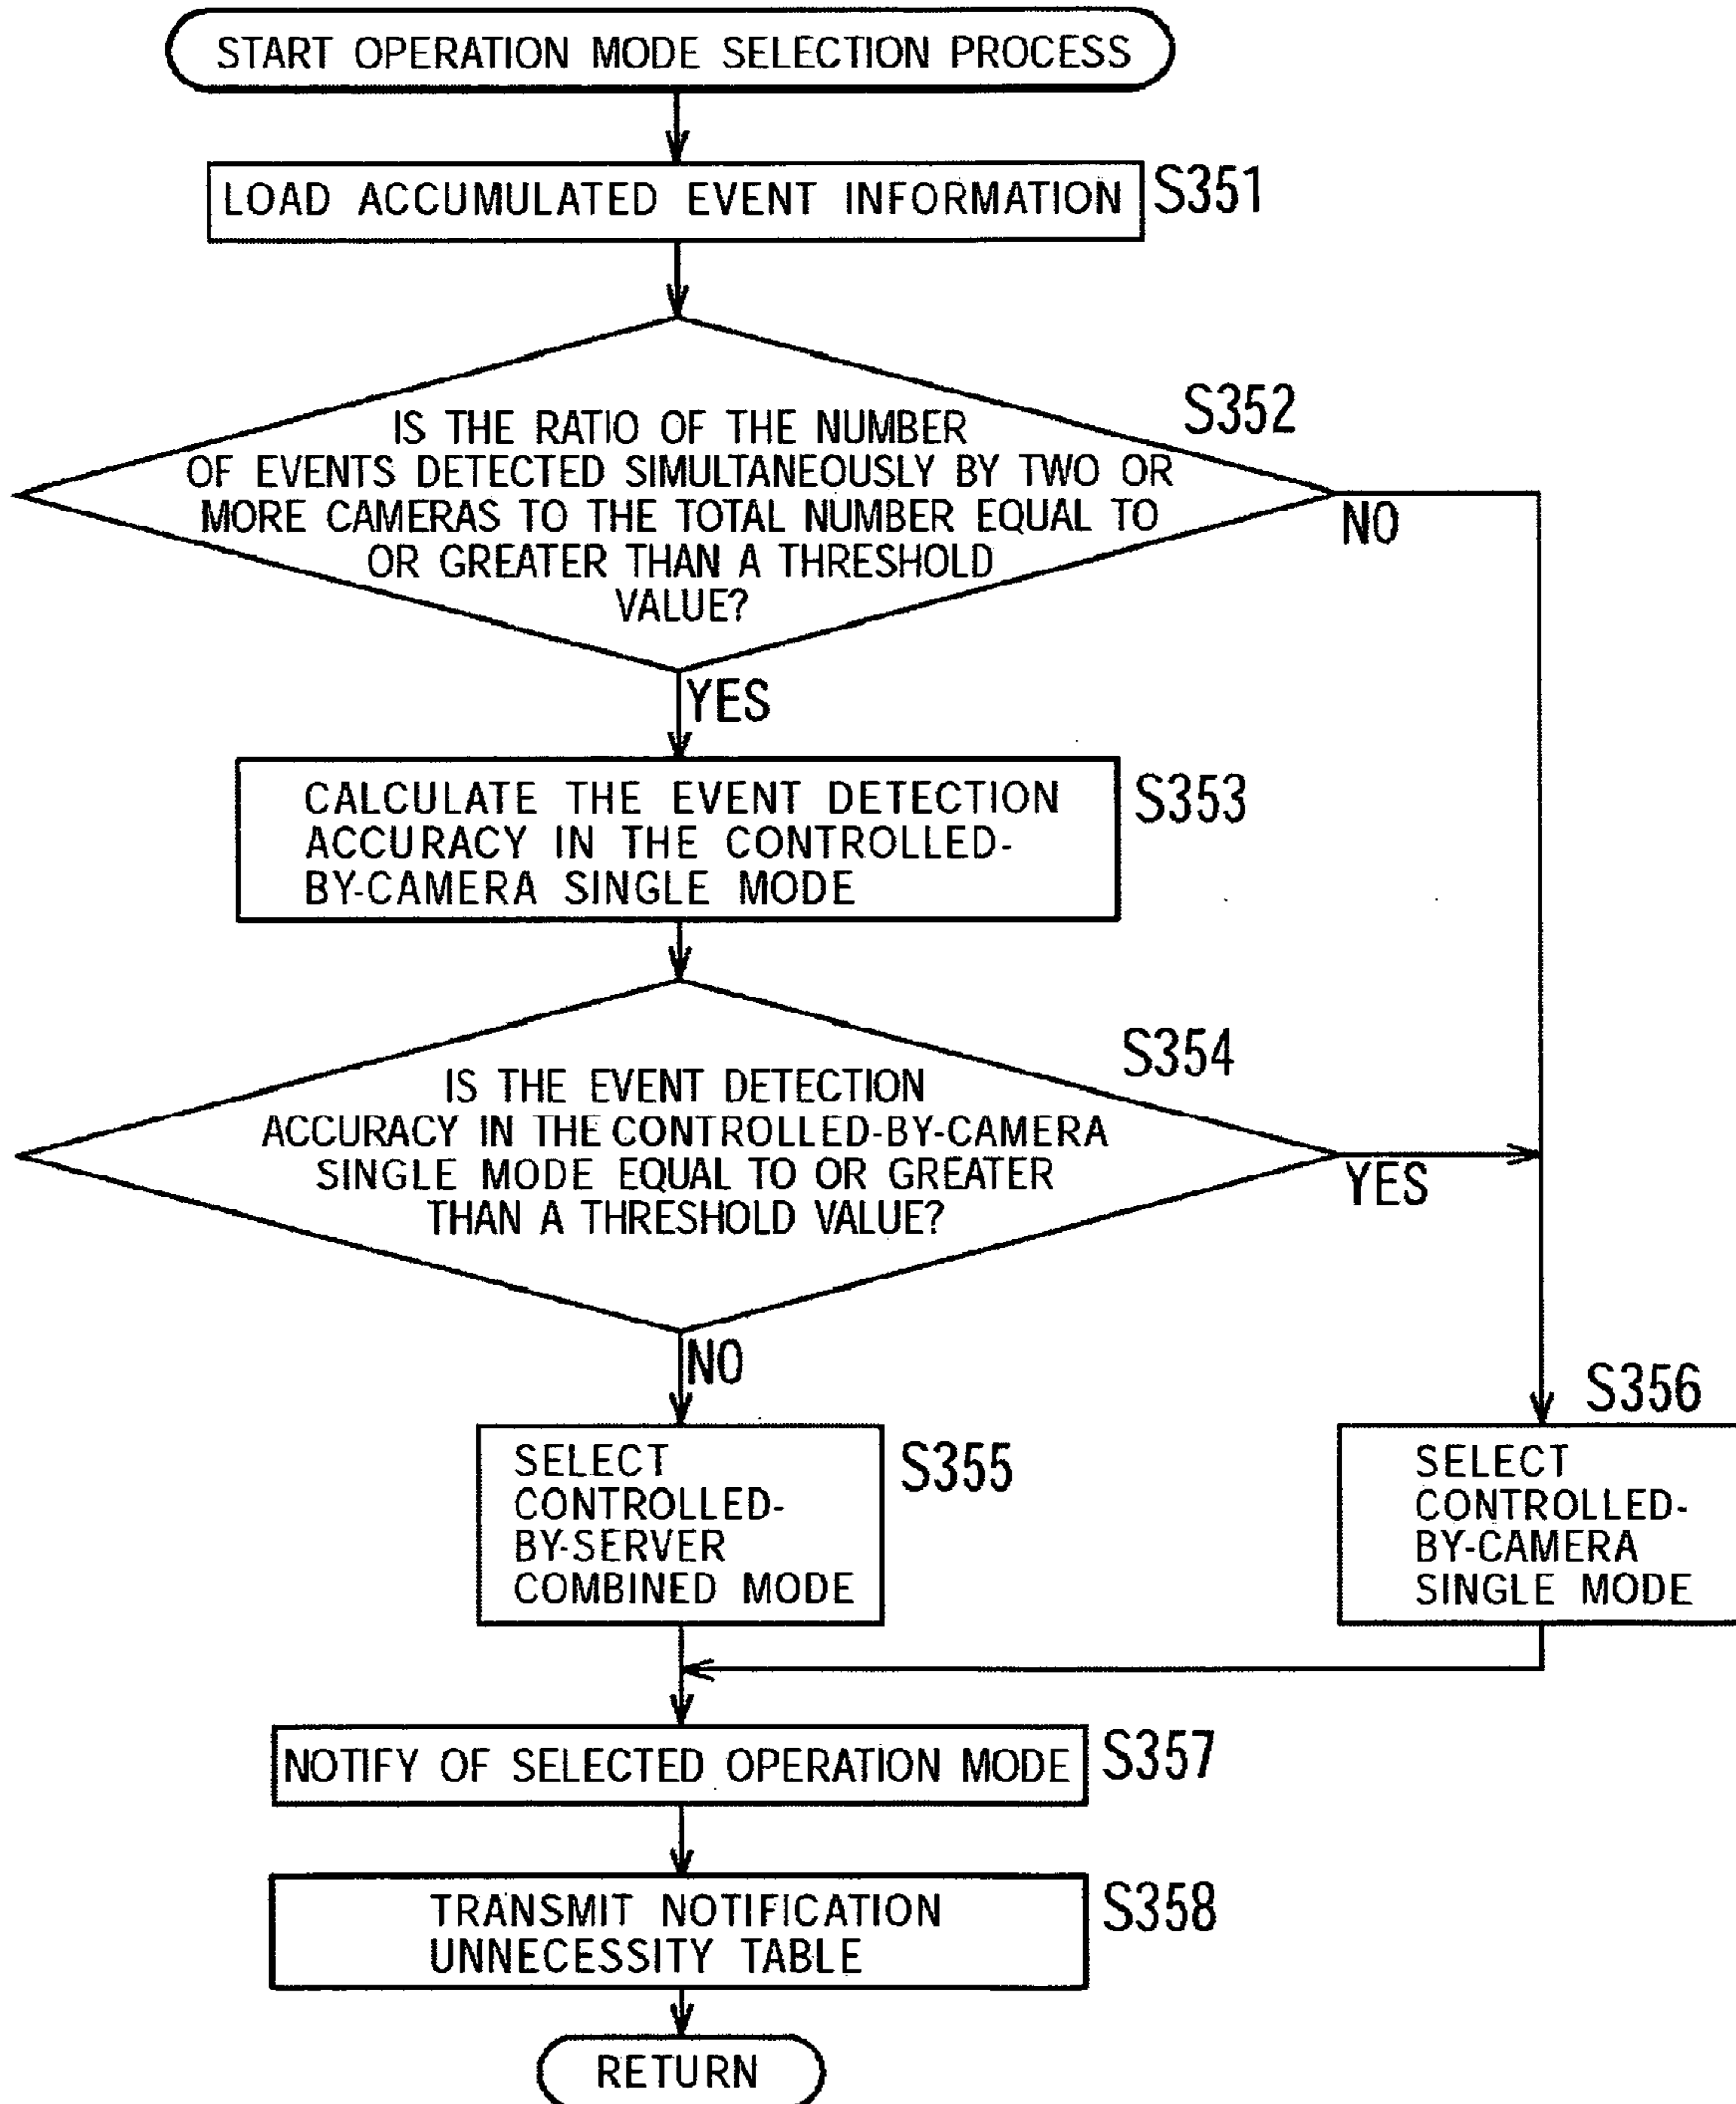 START OPERATION MODE SELECTION PROCESS
LOAD ACCUMULATED EVENT INFORMATION
S351
S352
IS THE RATIO OF THE NUMBER
OF EVENTS DETECTED SIMULTANEOUSLY BY TWO OR
MORE CAMERAS TO THE TOTAL NUMBER EQUAL TO
OR GREATER THAN A THRESHOLD
VALUE?
NO
YES
CALCULATE THE EVENT DETECTION
ACCURACY IN THE CONTROLLED-
BY-CAMERA SINGLE MODE
S353
S354
IS THE EVENT DETECTION
ACCURACY IN THE CONTROLLED-BY-CAMERA
SINGLE MODE EQUAL TO OR GREATER
THAN A THRESHOLD VALUE?
YES
NO
SELECT
CONTROLLED-
BY-SERVER
COMBINED MODE
S355
S356
SELECT
CONTROLLED-
BY-CAMERA
SINGLE MODE
NOTIFY OF SELECTED OPERATION MODE
S357
TRANSMIT NOTIFICATION
UNNECESSITY TABLE
S358
RETURN